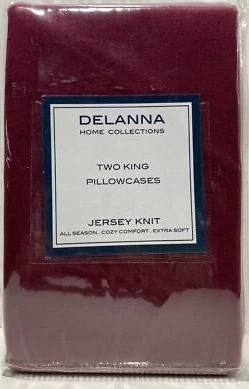 DELANNA
HOME COLLECTIONS
TWO KING
PILLOWCASES
JERSEY KNIT
ALL SEASON . COZY COMFORT . EXTRA SOFT